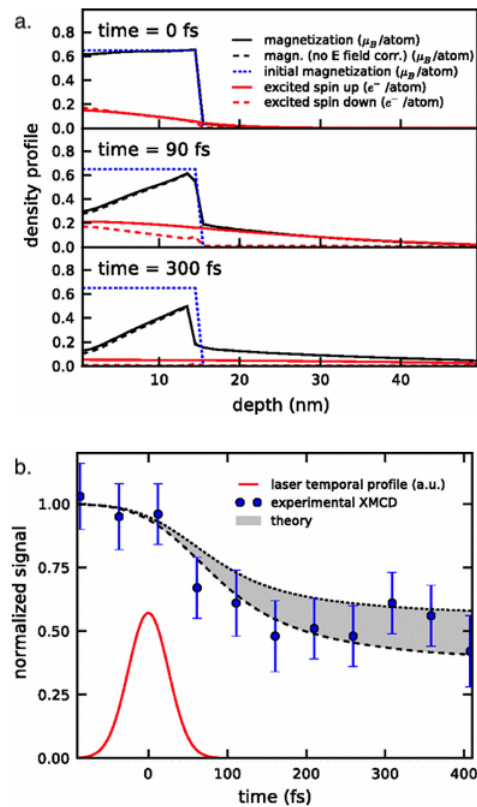 a.
time = 0 fs
magnetization (μB/atom)
magn. (no E field corr.) (μB/atom)
initial magnetization (μB/atom)
excited spin up (e⁻ /atom)
excited spin down (e⁻ /atom)
0.8
0.6
0.4
0.2
0.0
time = 90 fs
0.8
0.6
0.4
0.2
0.0
density profile
time = 300 fs
0.8
0.6
0.4
0.2
0.0
10 20 30 40
depth (nm)
b.
laser temporal profile (a.u.)
experimental XMCD
theory
1.00
0.75
0.50
0.25
0.00
normalized signal
0 100 200 300 400
time (fs)